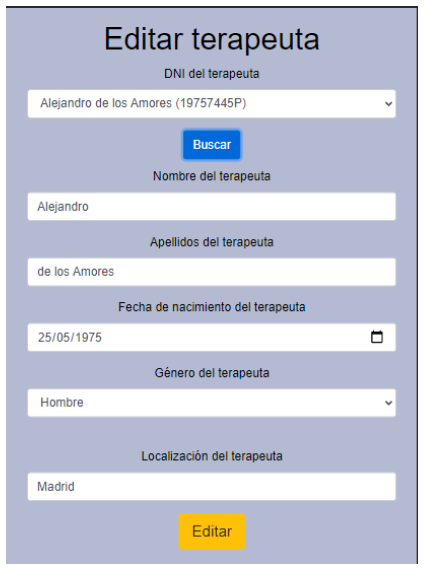 Editar terapeuta
DNI del terapeuta
Alejandro de los Amores (19757445P)
Buscar
Nombre del terapeuta
Alejandro
Apellidos del terapeuta
de los Amores
Fecha de nacimiento del terapeuta
25/05/1975
Género del terapeuta
Hombre
Localización del terapeuta
Madrid
Editar